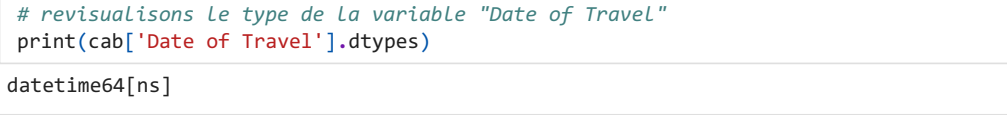 # revisualisons le type de la variable "Date of Travel"
print(cab['Date of Travel'].dtypes)
datetime64[ns]